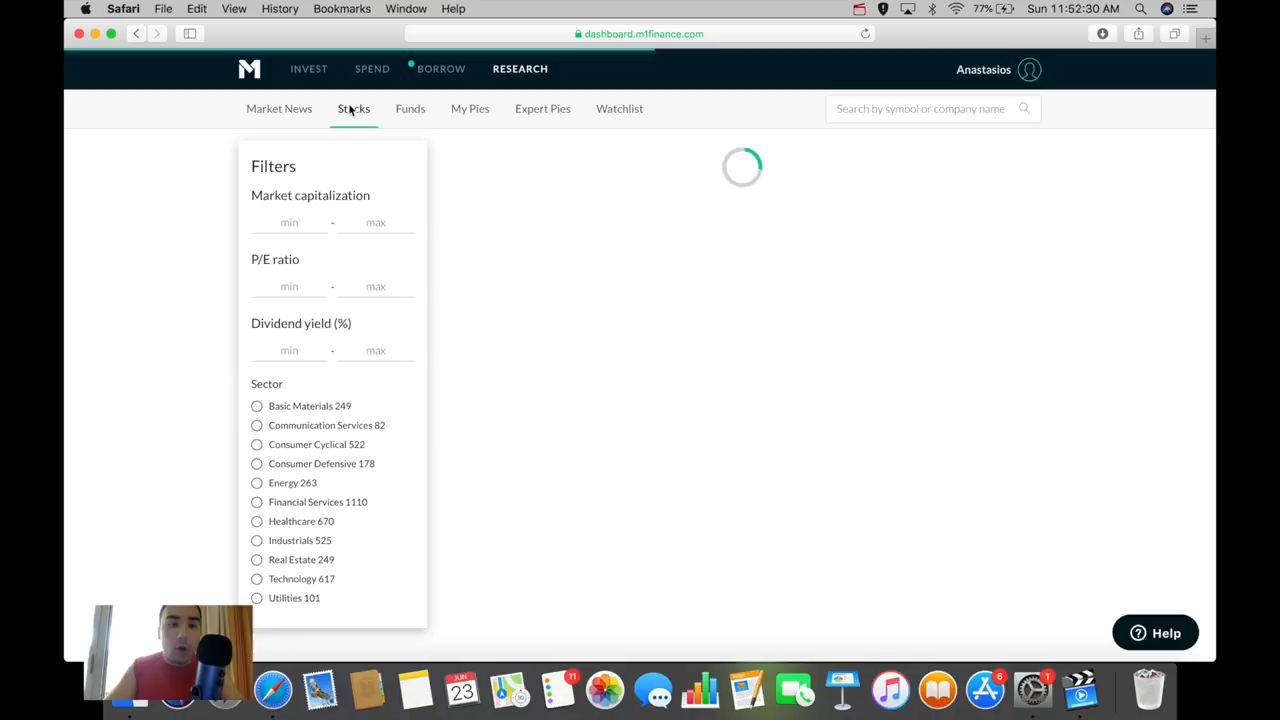 Safari File Edit View History Bookmarks Window Help 77% Sun 11:52:30 AM
dashboard.m1finance.com
M INVEST SPEND BORROW RESEARCH Anastasios
Market News Stocks Funds My Pies Expert Pies Watchlist Search by symbol or company name
Filters
Market capitalization
min - max
P/E ratio
min - max
Dividend yield (%)
min - max
Sector
Basic Materials 249
Communication Services 82
Consumer Cyclical 522
Consumer Defensive 178
Energy 263
Financial Services 1110
Healthcare 670
Industrials 525
Real Estate 249
Technology 617
Utilities 101
? Help
JUN 11 6 1
23